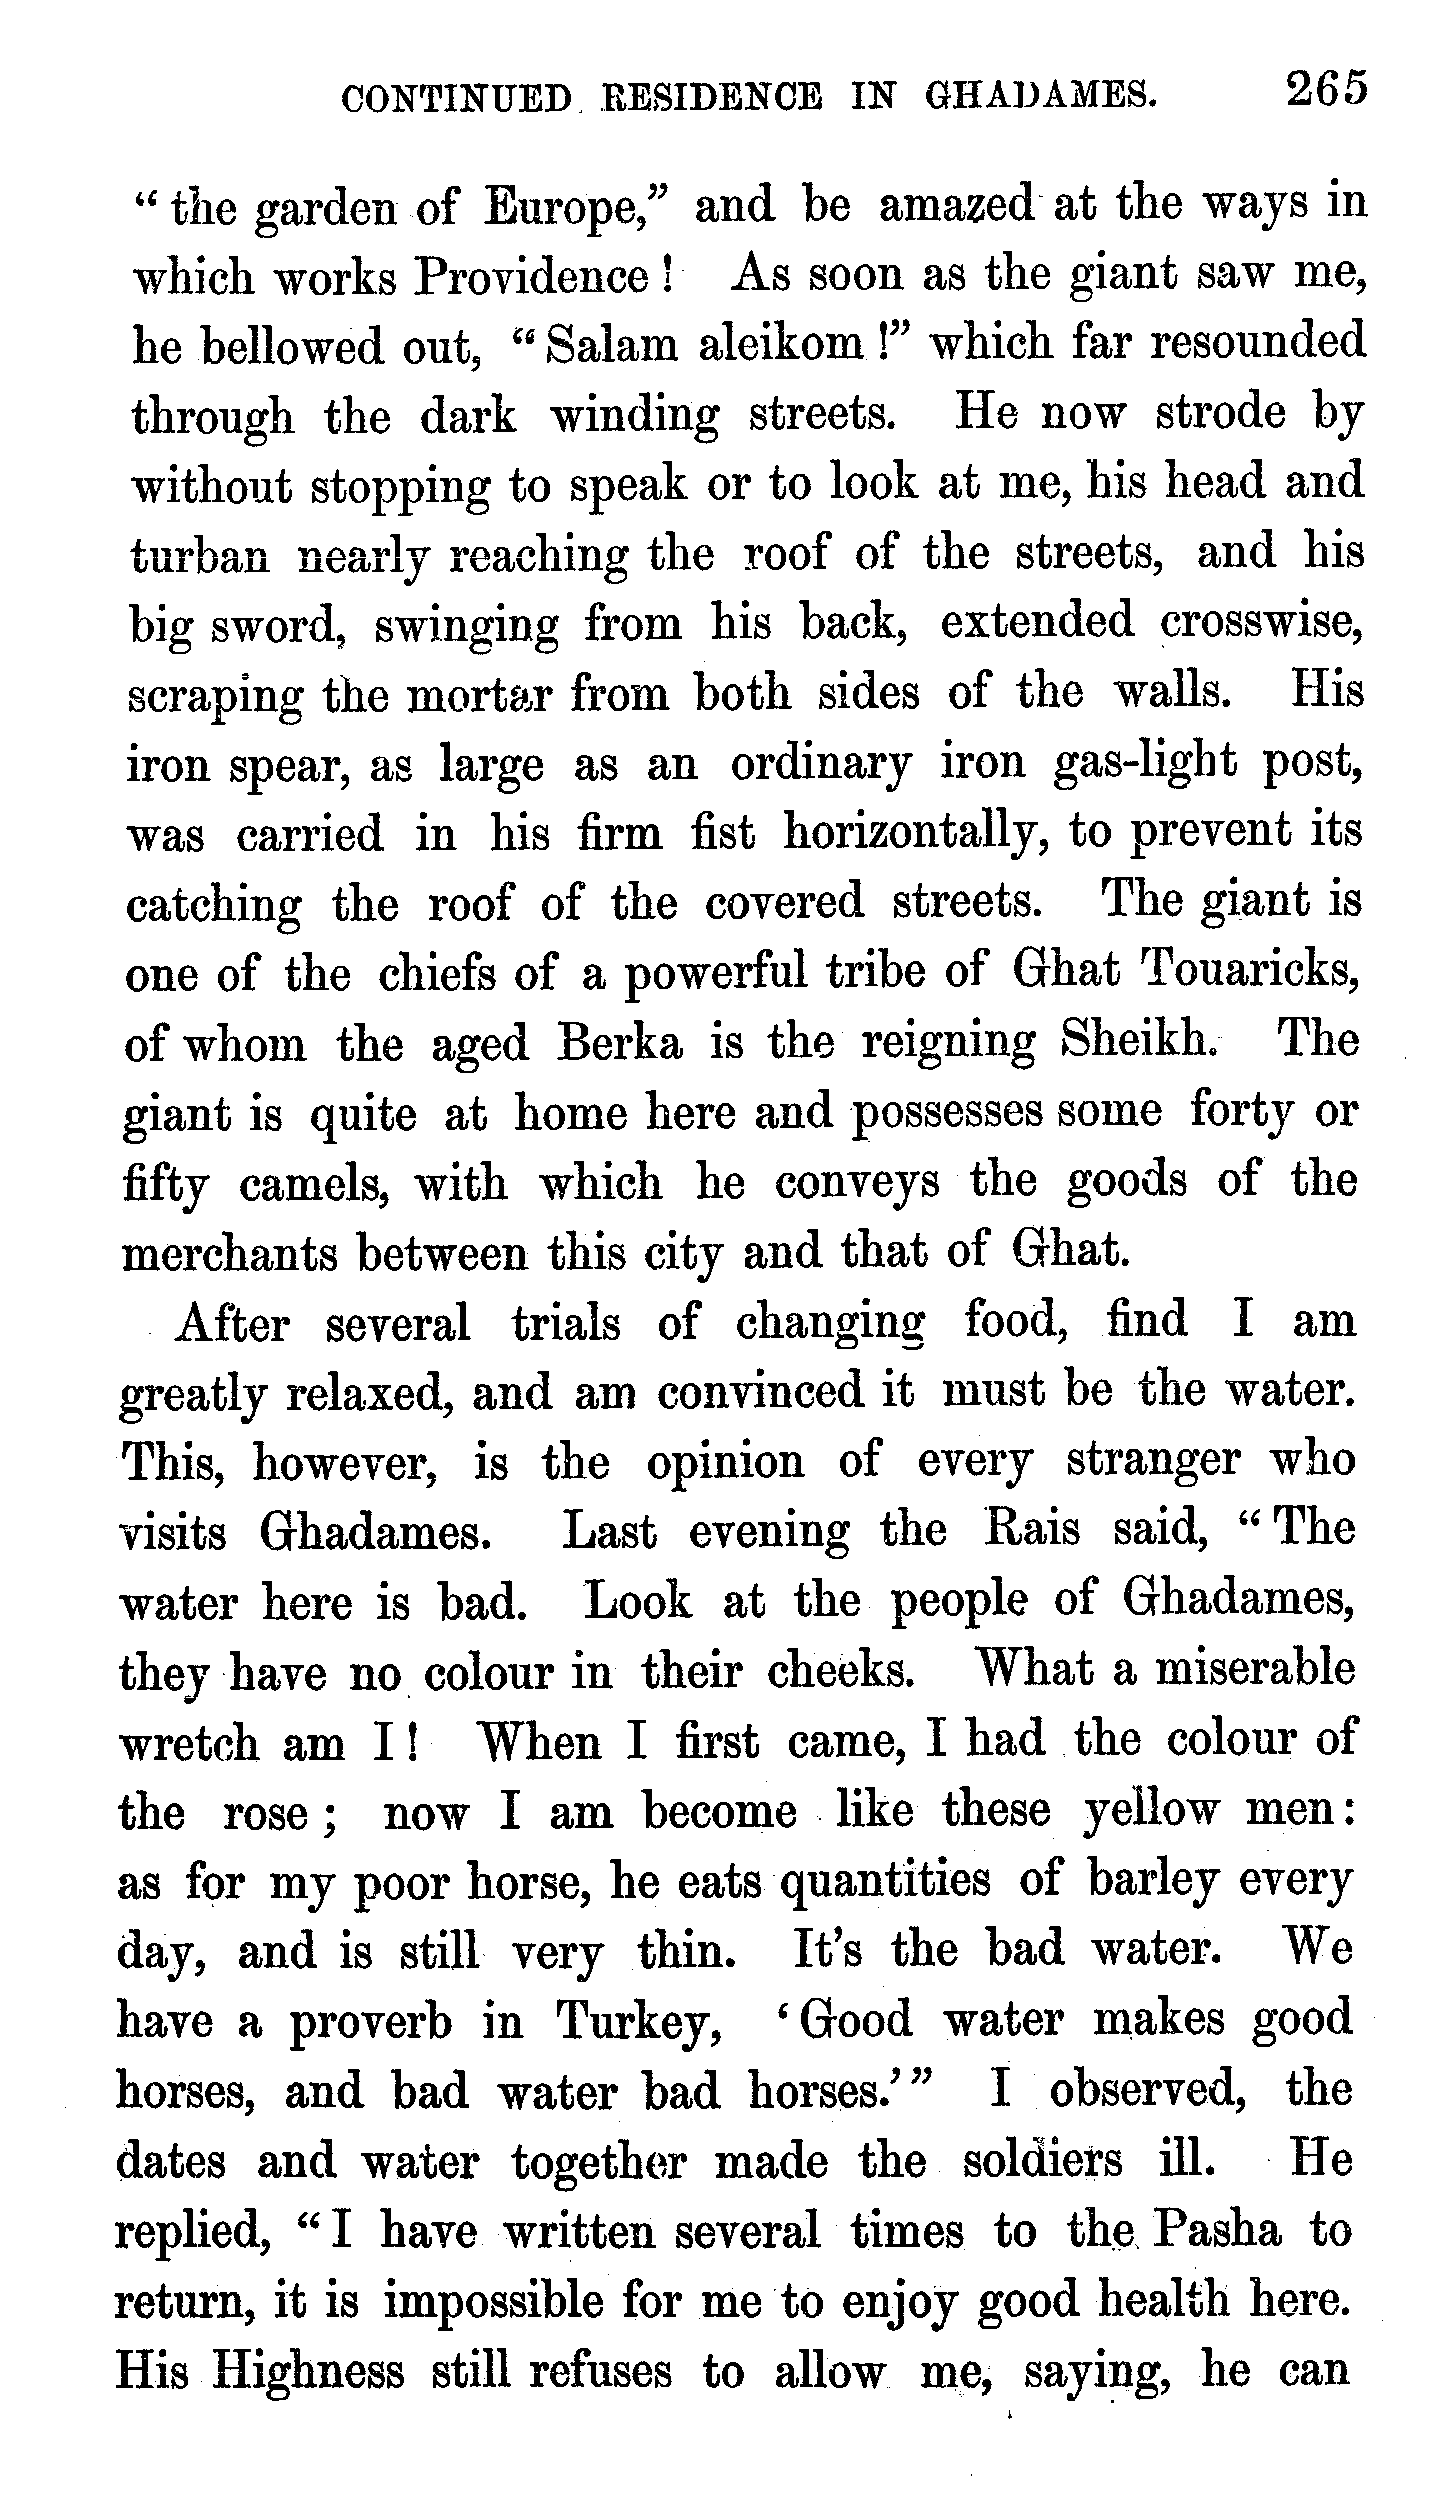 CONTINUED RESIDENCE IN GHADAMES. 265
“the garden of Europe,” and be amazed at the ways in
which works Providence! As soon as the giant saw me,
he bellowed out, “Salam aleikom!” which far resounded
through the dark winding streets. He now strode by
without stopping to speak or to look at me, his head and
turban nearly reaching the roof of the streets, and his
big sword, swinging from his back, extended crosswise,
scraping the mortar from both sides of the walls. His
iron spear, as large as an ordinary iron gas-light post,
was carried in his firm fist horizontally, to prevent its
catching the roof of the covered streets. The giant is
one of the chiefs of a powerful tribe of Ghat Touaricks,
of whom the aged Berka is the reigning Sheikh. The
giant is quite at home here and possesses some forty or
fifty camels, with which he conveys the goods of the
merchants between this city and that of Ghat.
After several trials of changing food, find I am
greatly relaxed, and am convinced it must be the water.
This, however, is the opinion of every stranger who
visits Ghadames. Last evening the Rais said, “The
water here is bad. Look at the people of Ghadames,
they have no colour in their cheeks. What a miserable
wretch am I! When I first came, I had the colour of
the rose; now I am become like these yellow men:
as for my poor horse, he eats quantities of barley every
day, and is still very thin. It’s the bad water. We
have a proverb in Turkey, ‘Good water makes good
horses, and bad water bad horses.’” I observed, the
dates and water together made the soldiers ill. He
replied, “I have written several times to the Pasha to
return, it is impossible for me to enjoy good health here.
His Highness still refuses to allow me, saying, he can